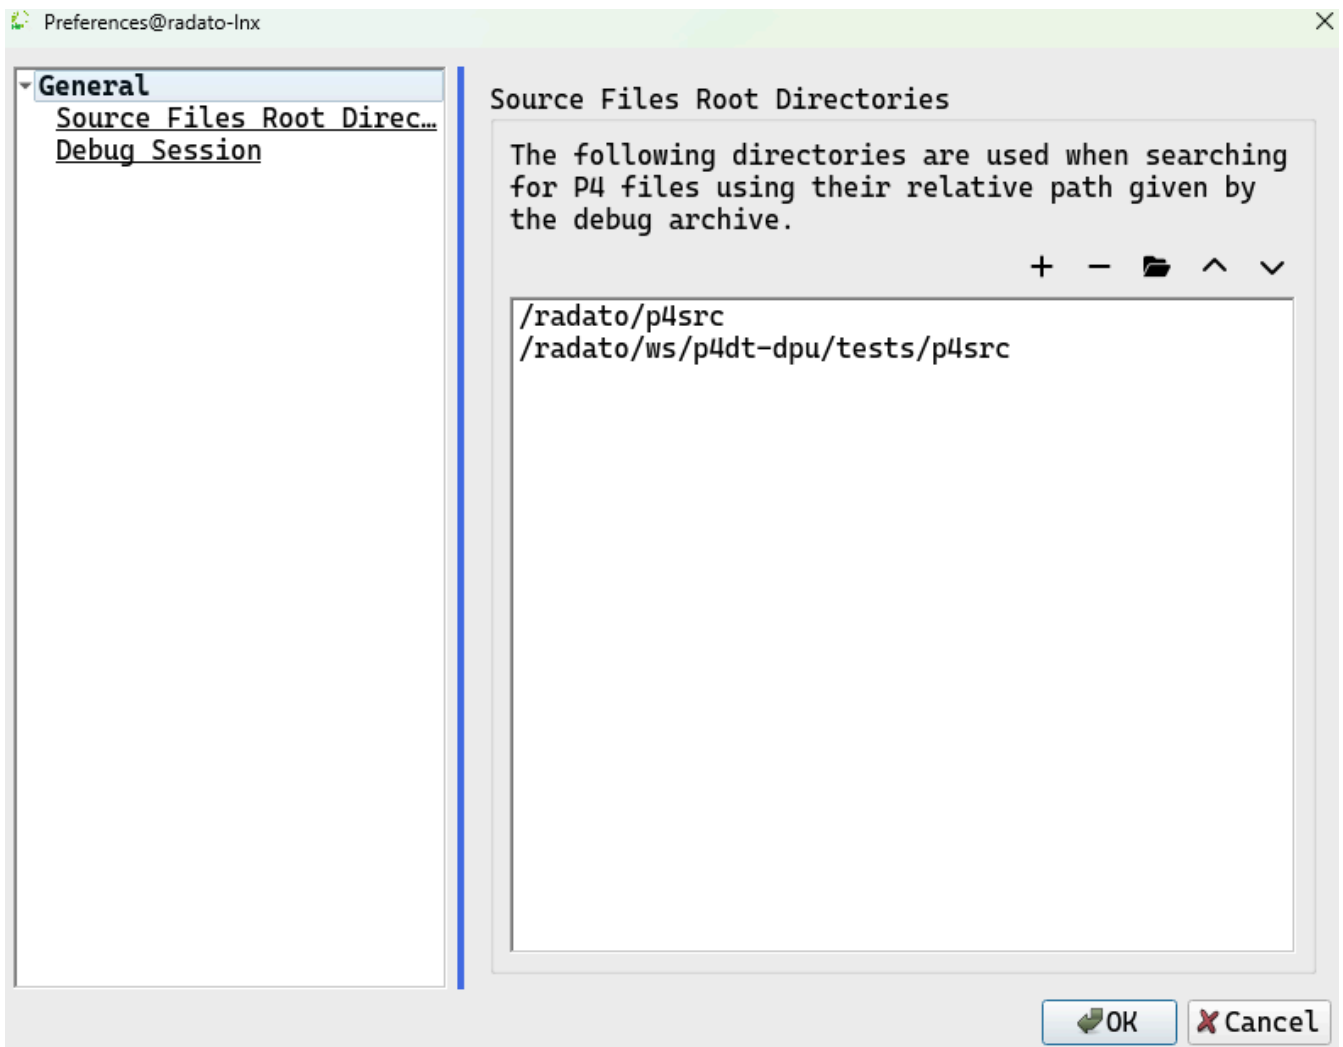 Preferences@radato-lnx
General
Source Files Root Direc…
Debug Session
Source Files Root Directories
The following directories are used when searching
for P4 files using their relative path given by
the debug archive.
/radato/p4src
/radato/ws/p4dt-dpu/tests/p4src
OK
Cancel